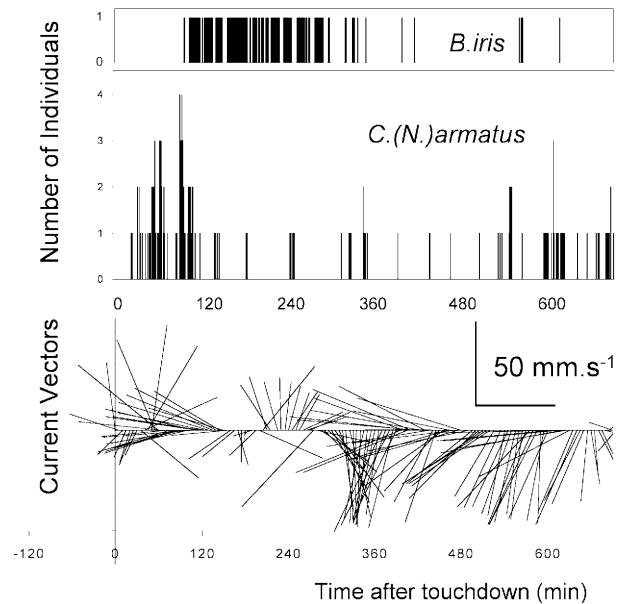 Number of Individuals
1
0
B.iris
4
3
2
1
0
C.(N.)armatus
0 120 240 360 480 600
Current Vectors
50 mm.s-1
-120 0 120 240 360 480 600
Time after touchdown (min)